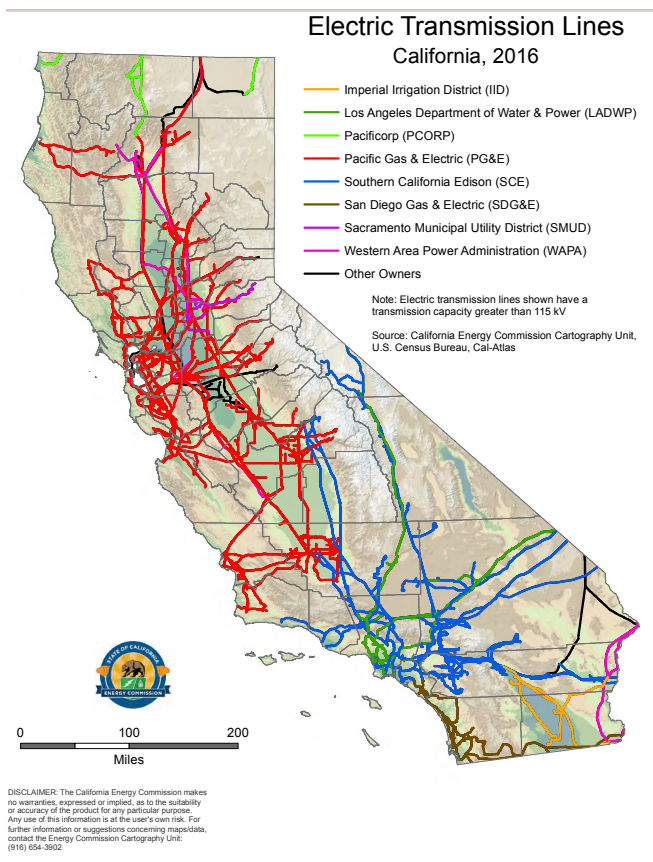 Electric Transmission Lines
California, 2016
Imperial Irrigation District (IID)
Los Angeles Department of Water & Power (LADWP)
Pacificorp (PCORP)
Pacific Gas & Electric (PG&E)
Southern California Edison (SCE)
San Diego Gas & Electric (SDG&E)
Sacramento Municipal Utility District (SMUD)
Western Area Power Administration (WAPA)
Other Owners
Note: Electric transmission lines shown have a
transmission capacity greater than 115 kV
Source: California Energy Commission Cartography Unit,
U.S. Census Bureau, Cal-Atlas
STATE OF CALIFORNIA
ENERGY COMMISSION
0 100 200
Miles
DISCLAIMER: The California Energy Commission makes
no warranties, expressed or implied, as to the suitability
or accuracy of the product for any particular purpose.
Any use of this information is at the user's own risk. For
further information or suggestions concerning maps/data,
contact the Energy Commission Cartography Unit:
(916) 654-3902